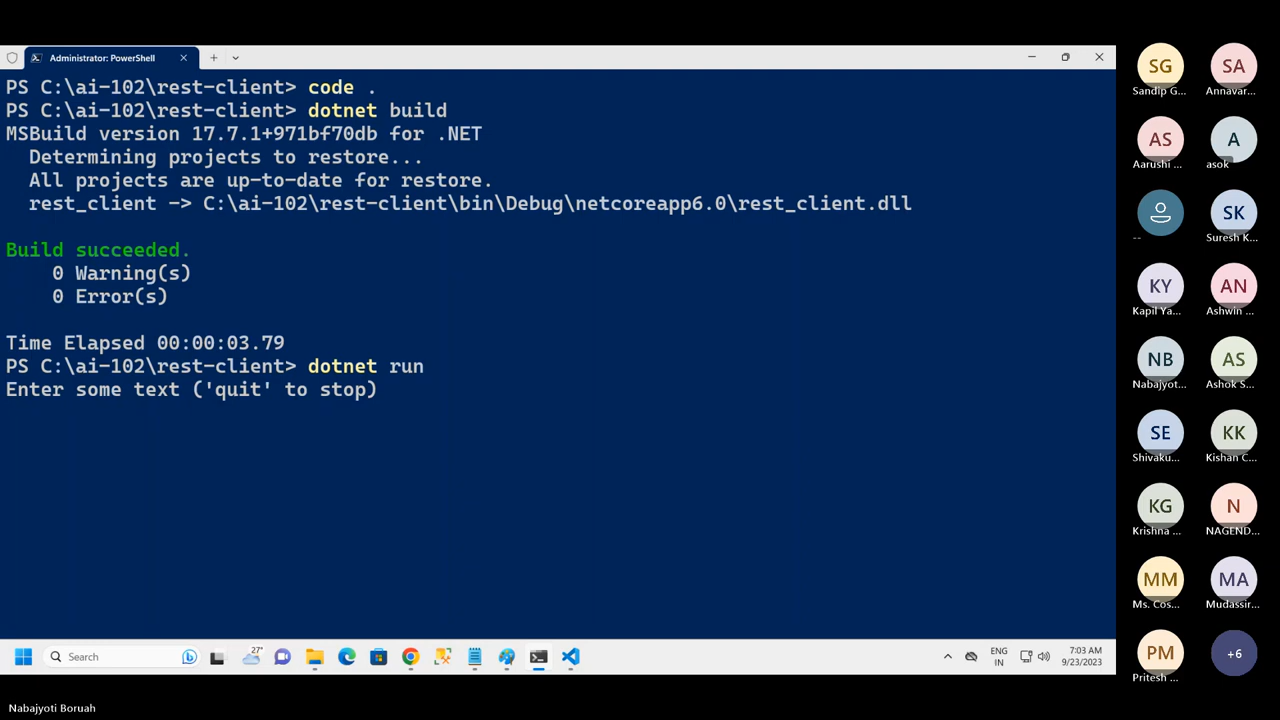 Administrator: PowerShell
PS C:\ai-102\rest-client> code .
PS C:\ai-102\rest-client> dotnet build
MSBuild version 17.7.1+971bf70db for .NET
Determining projects to restore...
All projects are up-to-date for restore.
rest_client -> C:\ai-102\rest-client\bin\Debug\netcoreapp6.0\rest_client.dll
Build succeeded.
0 Warning(s)
0 Error(s)
Time Elapsed 00:00:03.79
PS C:\ai-102\rest-client> dotnet run
Enter some text ('quit' to stop)
Search
27°
ENG
IN
7:03 AM
9/23/2023
SG
Sandip G...
SA
Annavar...
AS
Aarushi ...
A
asok
--
SK
Suresh K...
KY
Kapil Ya...
AN
Ashwin ...
NB
Nabajyot...
AS
Ashok S...
SE
Shivaku...
KK
Kishan C...
KG
Krishna ...
N
NAGEND...
MM
Ms. Cos...
MA
Mudassir...
PM
Pritesh ...
+6
Nabajyoti Boruah